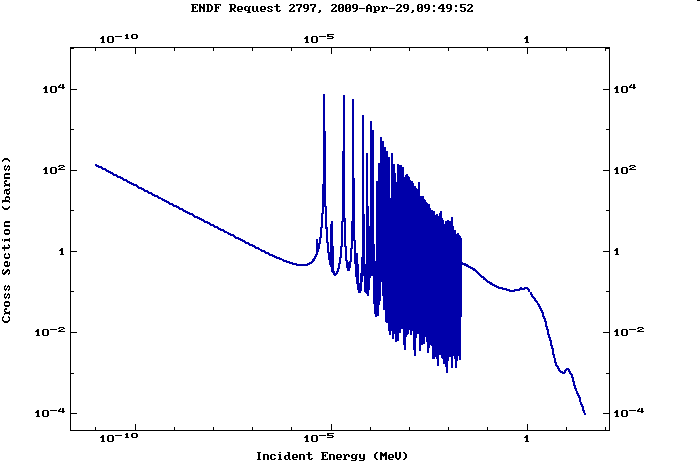 ENDF Request 2797, 2009-Apr-29,09:49:52
10⁻¹⁰ 10⁻⁵ 1
10⁴ 10⁴
10² 10²
1 1
10⁻² 10⁻²
10⁻⁴ 10⁻⁴
10⁻¹⁰ 10⁻⁵ 1
Cross Section (barns)
Incident Energy (MeV)